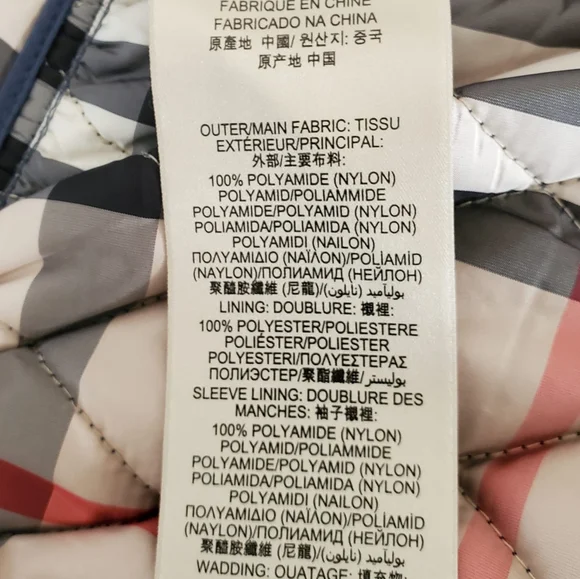 FABRIQUÉ EN CHINE
FABRICADO NA CHINA
原產地 中國/ 원산지: 중국
原产地 中国
OUTER/MAIN FABRIC: TISSU
EXTÉRIEUR/PRINCIPAL:
外部/主要布料:
100% POLYAMIDE (NYLON)
POLYAMID/POLIAMMIDE
POLYAMIDE/POLYAMID (NYLON)
POLIAMIDA/POLIAMIDA (NYLON)
POLYAMIDI (NAILON)
ΠΟΛΥΑΜΙΔΙΟ (ΝΑΪΛΟΝ)/POLİAMİD
(NAYLON)/ПОЛИАМИД (НЕЙЛОН)
聚醯胺纖維 (尼龍)/بولياميد (نايلون)
LINING: DOUBLURE: 襯裡:
100% POLYESTER/POLIESTERE
POLIÉSTER/POLIESTER
POLYESTERI/ΠΟΛΥΕΣΤΕΡΑΣ
ПОЛИЭСТЕР/聚酯纖維/بوليستر
SLEEVE LINING: DOUBLURE DES
MANCHES: 袖子襯裡:
100% POLYAMIDE (NYLON)
POLYAMID/POLIAMMIDE
POLYAMIDE/POLYAMID (NYLON)
POLIAMIDA/POLIAMIDA (NYLON)
POLYAMIDI (NAILON)
ΠΟΛΥΑΜΙΔΙΟ (ΝΑΪΛΟΝ)/POLİAMİD
(NAYLON)/ПОЛИАМИД (НЕЙЛОН)
聚醯胺纖維 (尼龍)/بولياميد (نايلون)
WADDING: OUATAGE: 填充物: